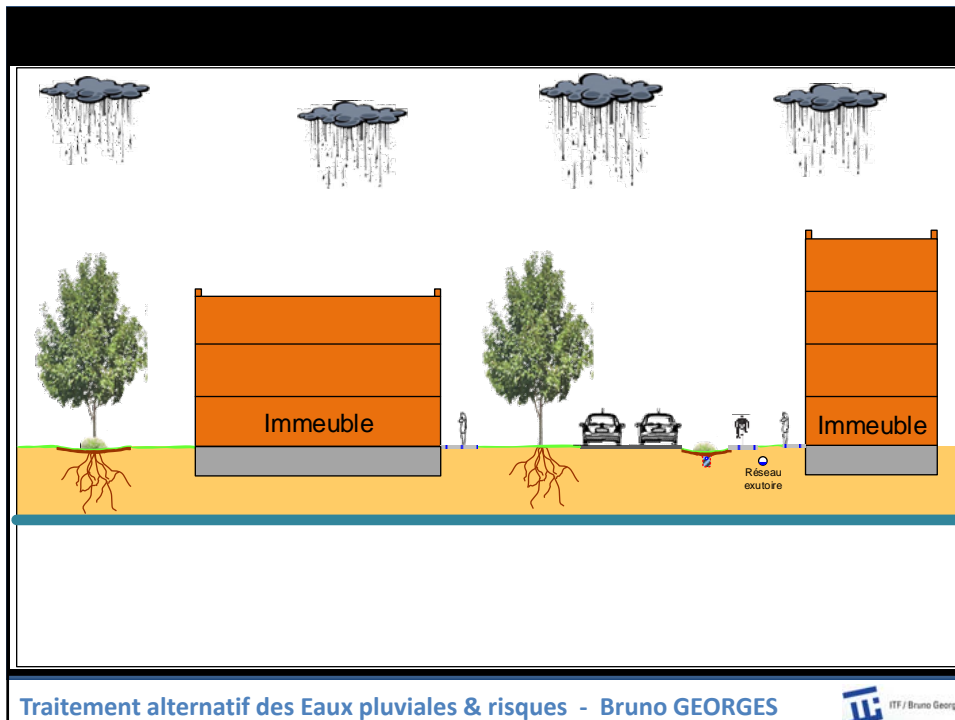 Immeuble
Immeuble
Réseau
exutoire
Traitement alternatif des Eaux pluviales & risques - Bruno GEORGES
ITF / Bruno Georg